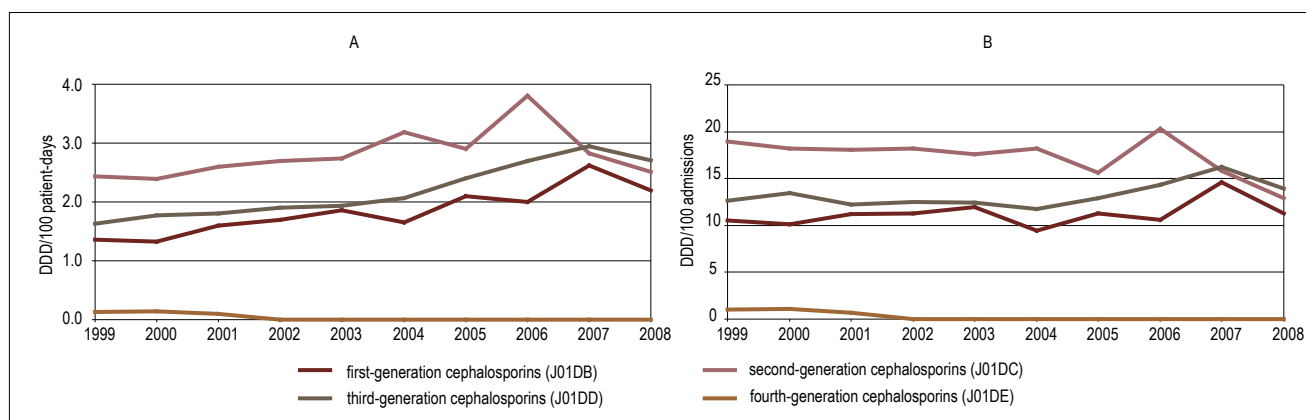 A
DDD/100 patient-days
4.0
3.0
2.0
1.0
0.0
1999 2000 2001 2002 2003 2004 2005 2006 2007 2008
B
DDD/100 admissions
25
20
15
10
5
0
1999 2000 2001 2002 2003 2004 2005 2006 2007 2008
first-generation cephalosporins (J01DB)
second-generation cephalosporins (J01DC)
third-generation cephalosporins (J01DD)
fourth-generation cephalosporins (J01DE)